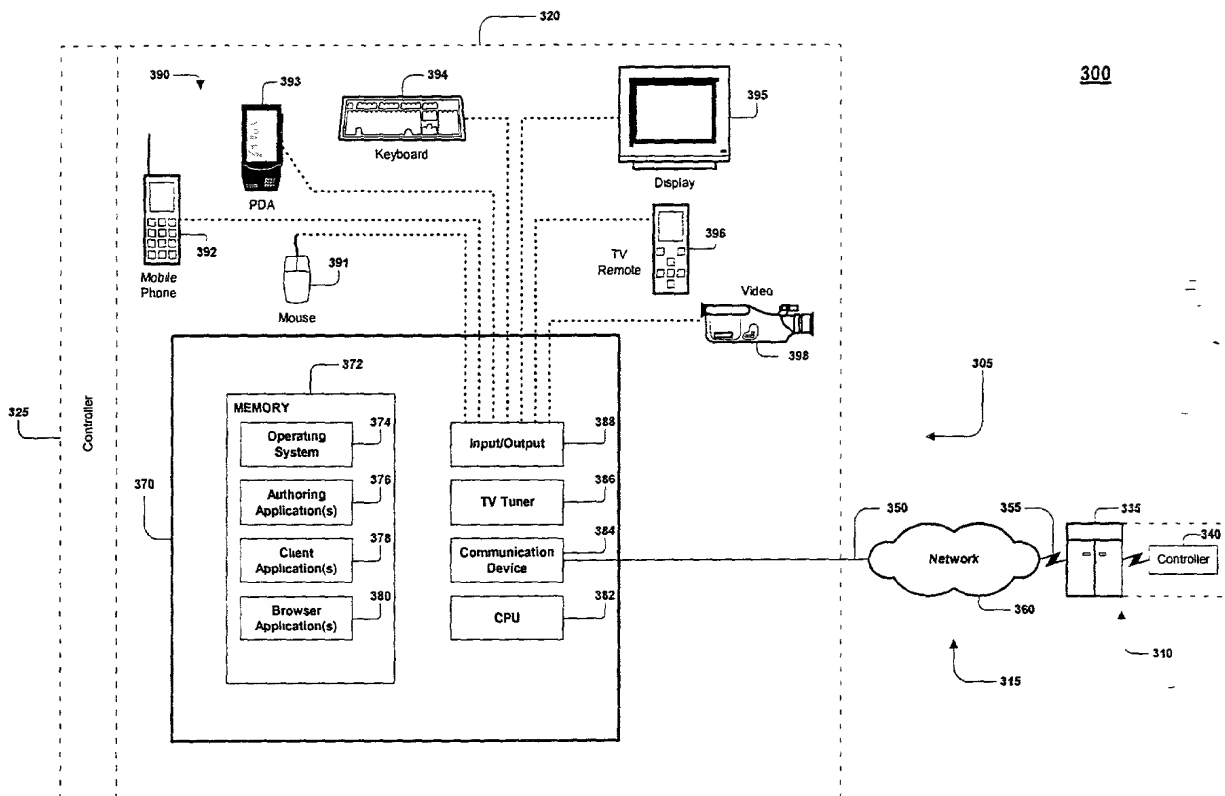 320
300
390
393
394
395
Keyboard
Display
PDA
392
396
TV
Remote
Mobile
Phone
391
Mouse
Video
398
372
305
325
Controller
MEMORY
374
Operating
System
Input/Output
388
370
376
Authoring
Application(s)
TV Tuner
386
378
Client
Application(s)
Communication
Device
384
350
355
335
340
Network
Controller
360
380
Browser
Application(s)
CPU
382
310
315